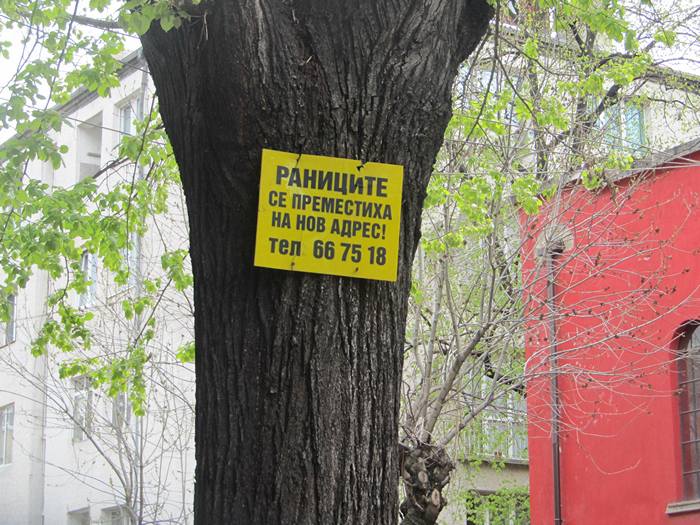 РАНИЦИТЕ
СЕ ПРЕМЕСТИХА
НА НОВ АДРЕС!
тел 66 75 18